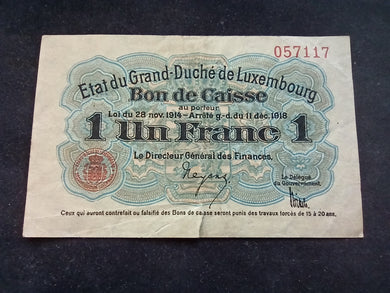 057117
Etat du Grand-Duché de Luxembourg
Bon de Caisse
au porteur
Loi du 28 nov. 1914 – Arrêté g.-d. du 11 déc. 1918
1 Un Franc 1
Le Directeur Général des Finances,
Le Délégué
du Gouvernement,
Ceux qui auront contrefait ou falsifié des Bons de caisse seront punis des travaux forcés de 15 à 20 ans.